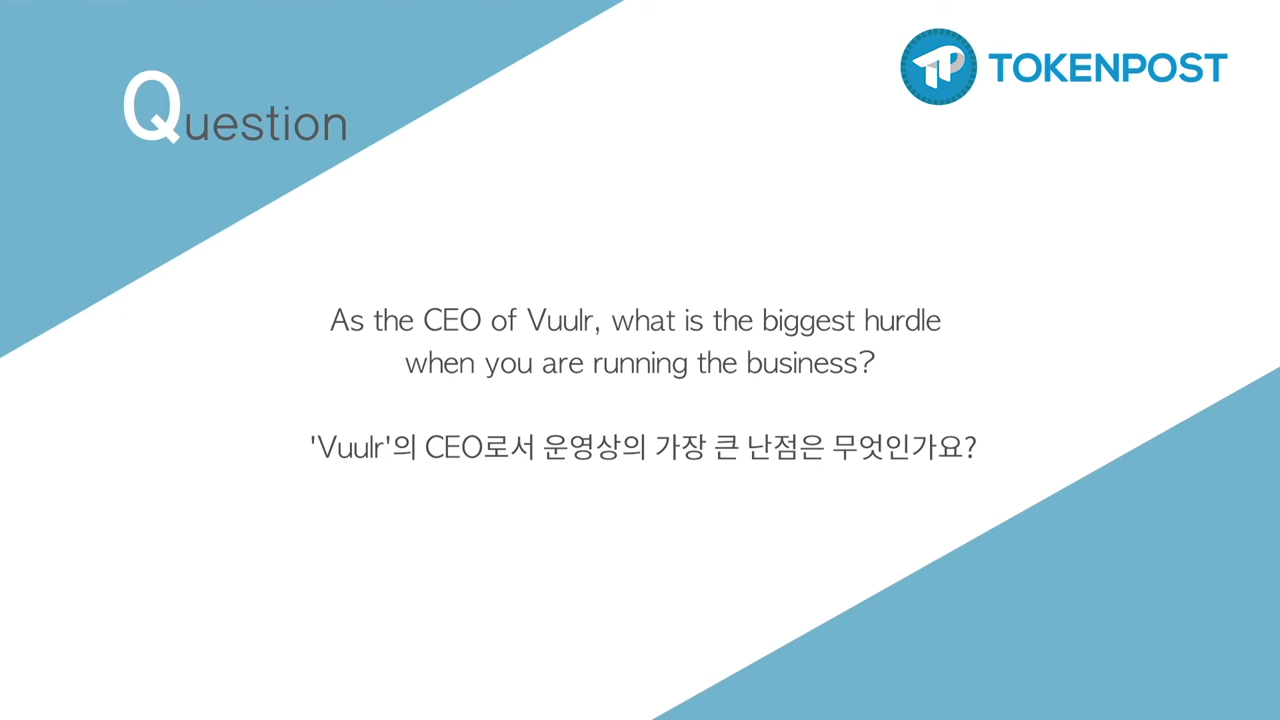 Question
TOKENPOST
As the CEO of Vuulr, what is the biggest hurdle
when you are running the business?
'Vuulr'의 CEO로서 운영상의 가장 큰 난점은 무엇인가요?